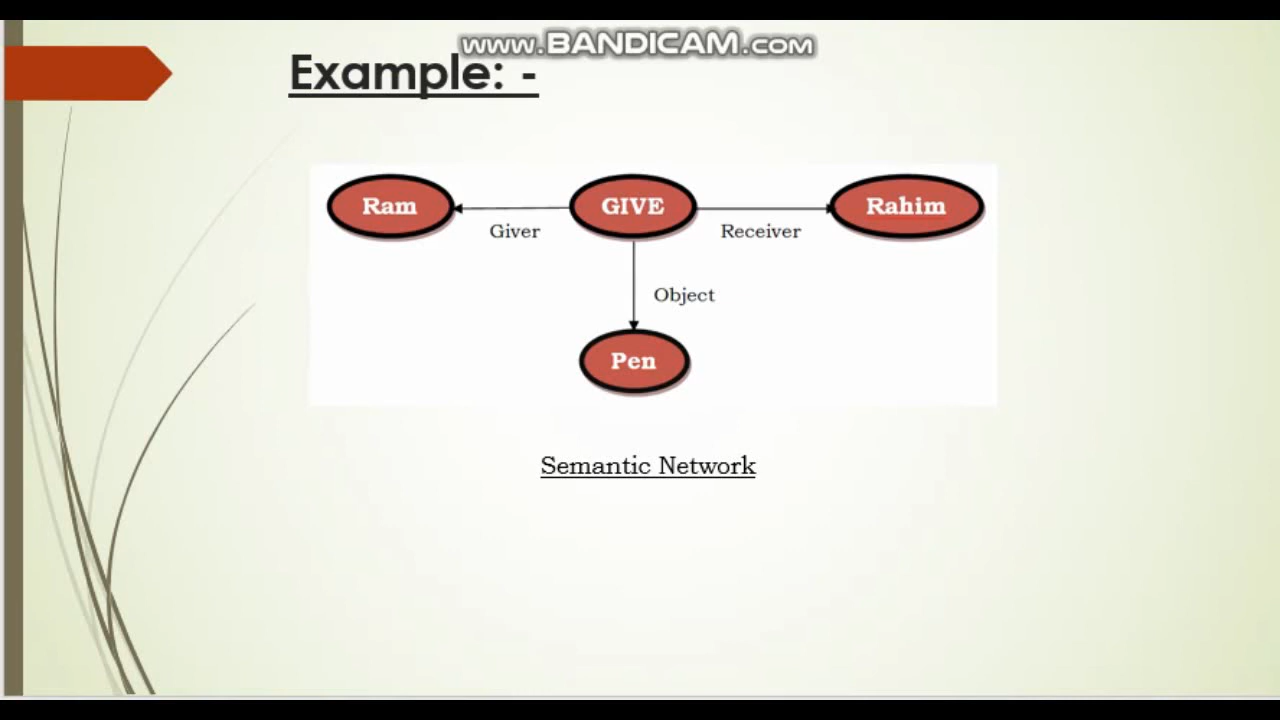 www.BANDICAM.com
Example: -
Ram
GIVE
Rahim
Giver
Receiver
Object
Pen
Semantic Network